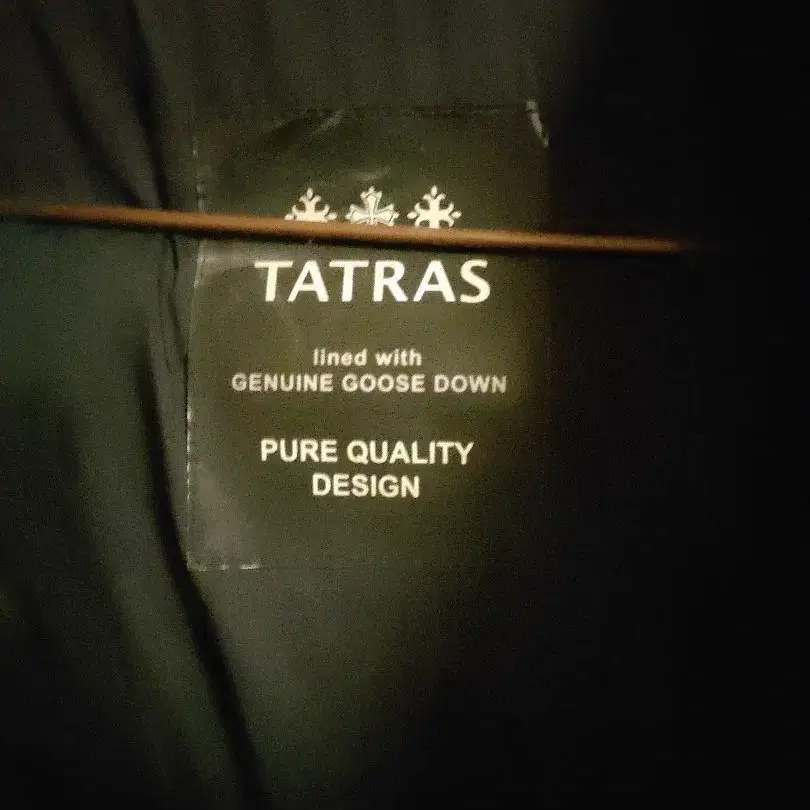 TATRAS
lined with
GENUINE GOOSE DOWN
PURE QUALITY
DESIGN